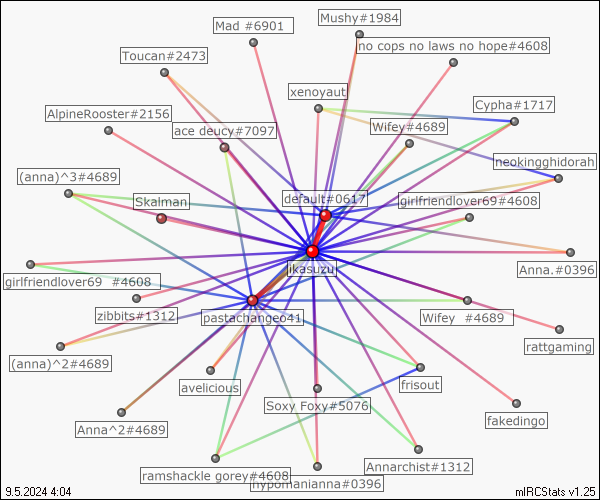 Mushy#1984
Mad #6901
no cops no laws no hope#4608
Toucan#2473
xenoyaut
Cypha#1717
AlpineRooster#2156
Wifey#4689
ace deucy#7097
neokingghidorah
(anna)^3#4689
default#0617
girlfriendlover69#4608
Skalman
jikasuzu
Anna.#0396
girlfriendlover69 #4608
zibbits#1312
pastachangeo41
Wifey #4689
rattgaming
(anna)^2#4689
avelicious
frisout
Soxy Foxy#5076
fakedingo
Anna^2#4689
Annarchist#1312
ramshackle gorey#4608
hypomanianna#0396
9.5.2024 4:04
mIRCStats v1.25